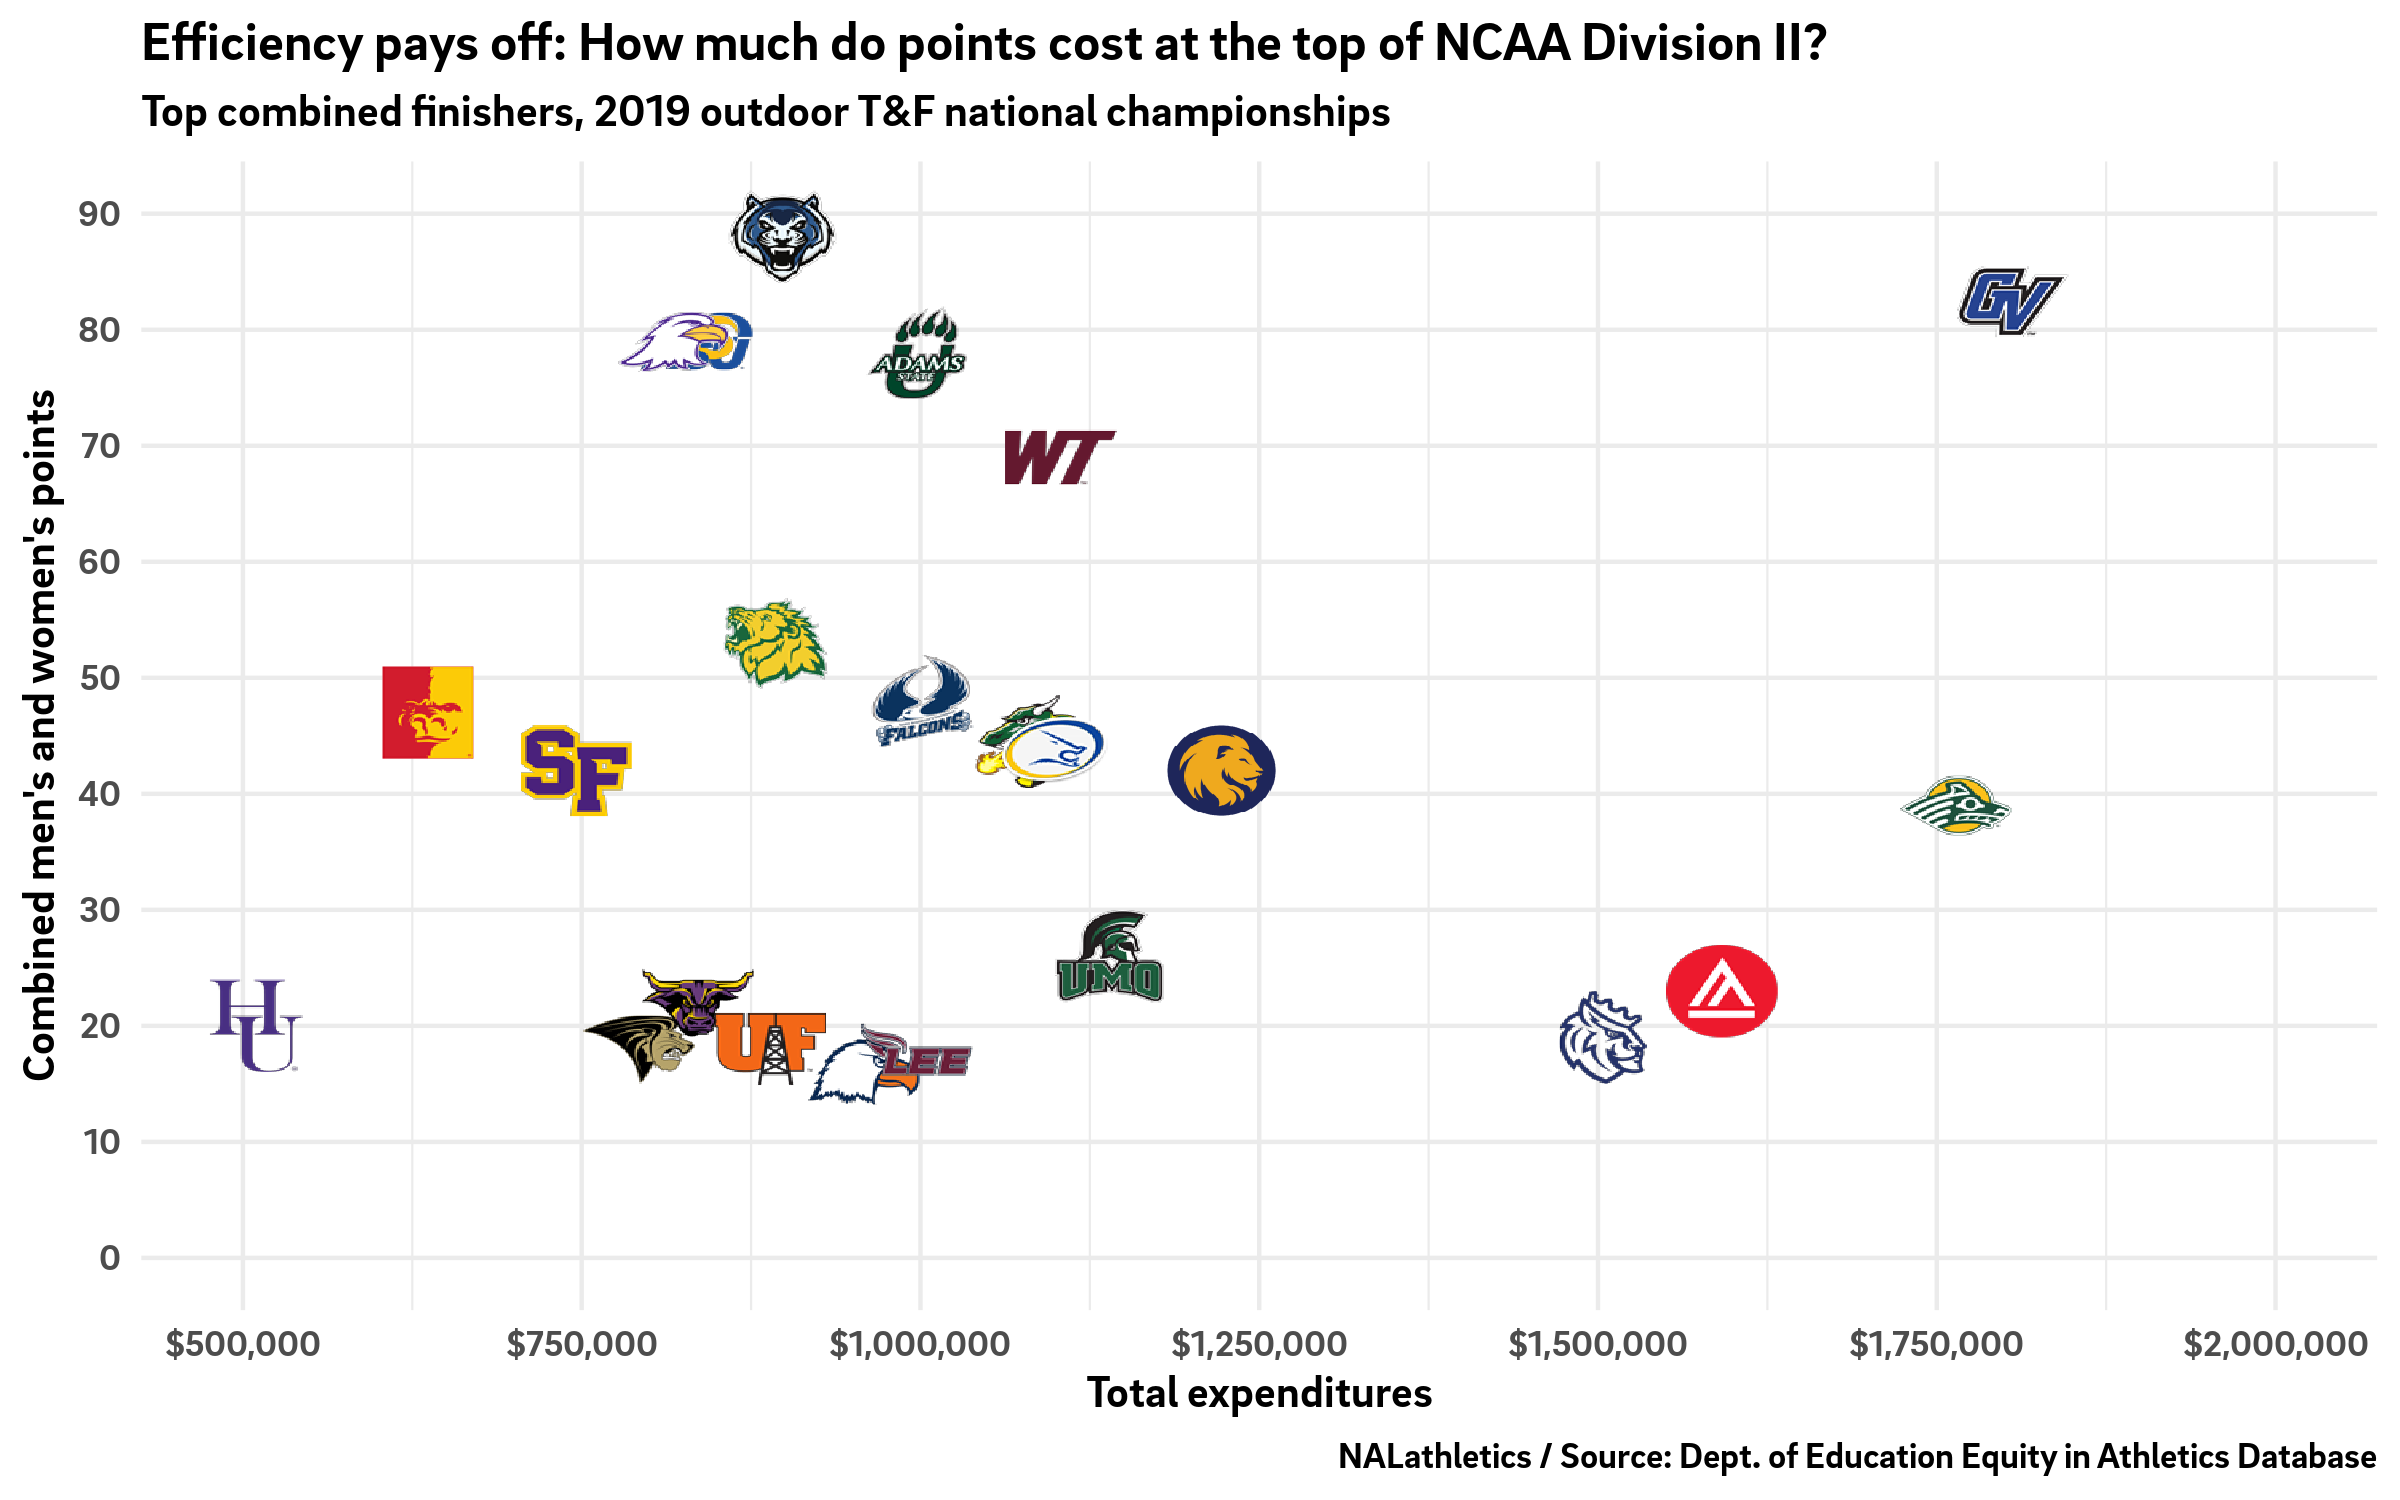 Efficiency pays off: How much do points cost at the top of NCAA Division II?
Top combined finishers, 2019 outdoor T&F national championships
Combined men's and women's points
90
80
70
60
50
40
30
20
10
0
GV
ADAMS
STATE
WT
FALCONS
SF
UMO
HU
UF
LEE
$500,000
$750,000
$1,000,000
$1,250,000
$1,500,000
$1,750,000
$2,000,000
Total expenditures
NALathletics / Source: Dept. of Education Equity in Athletics Database